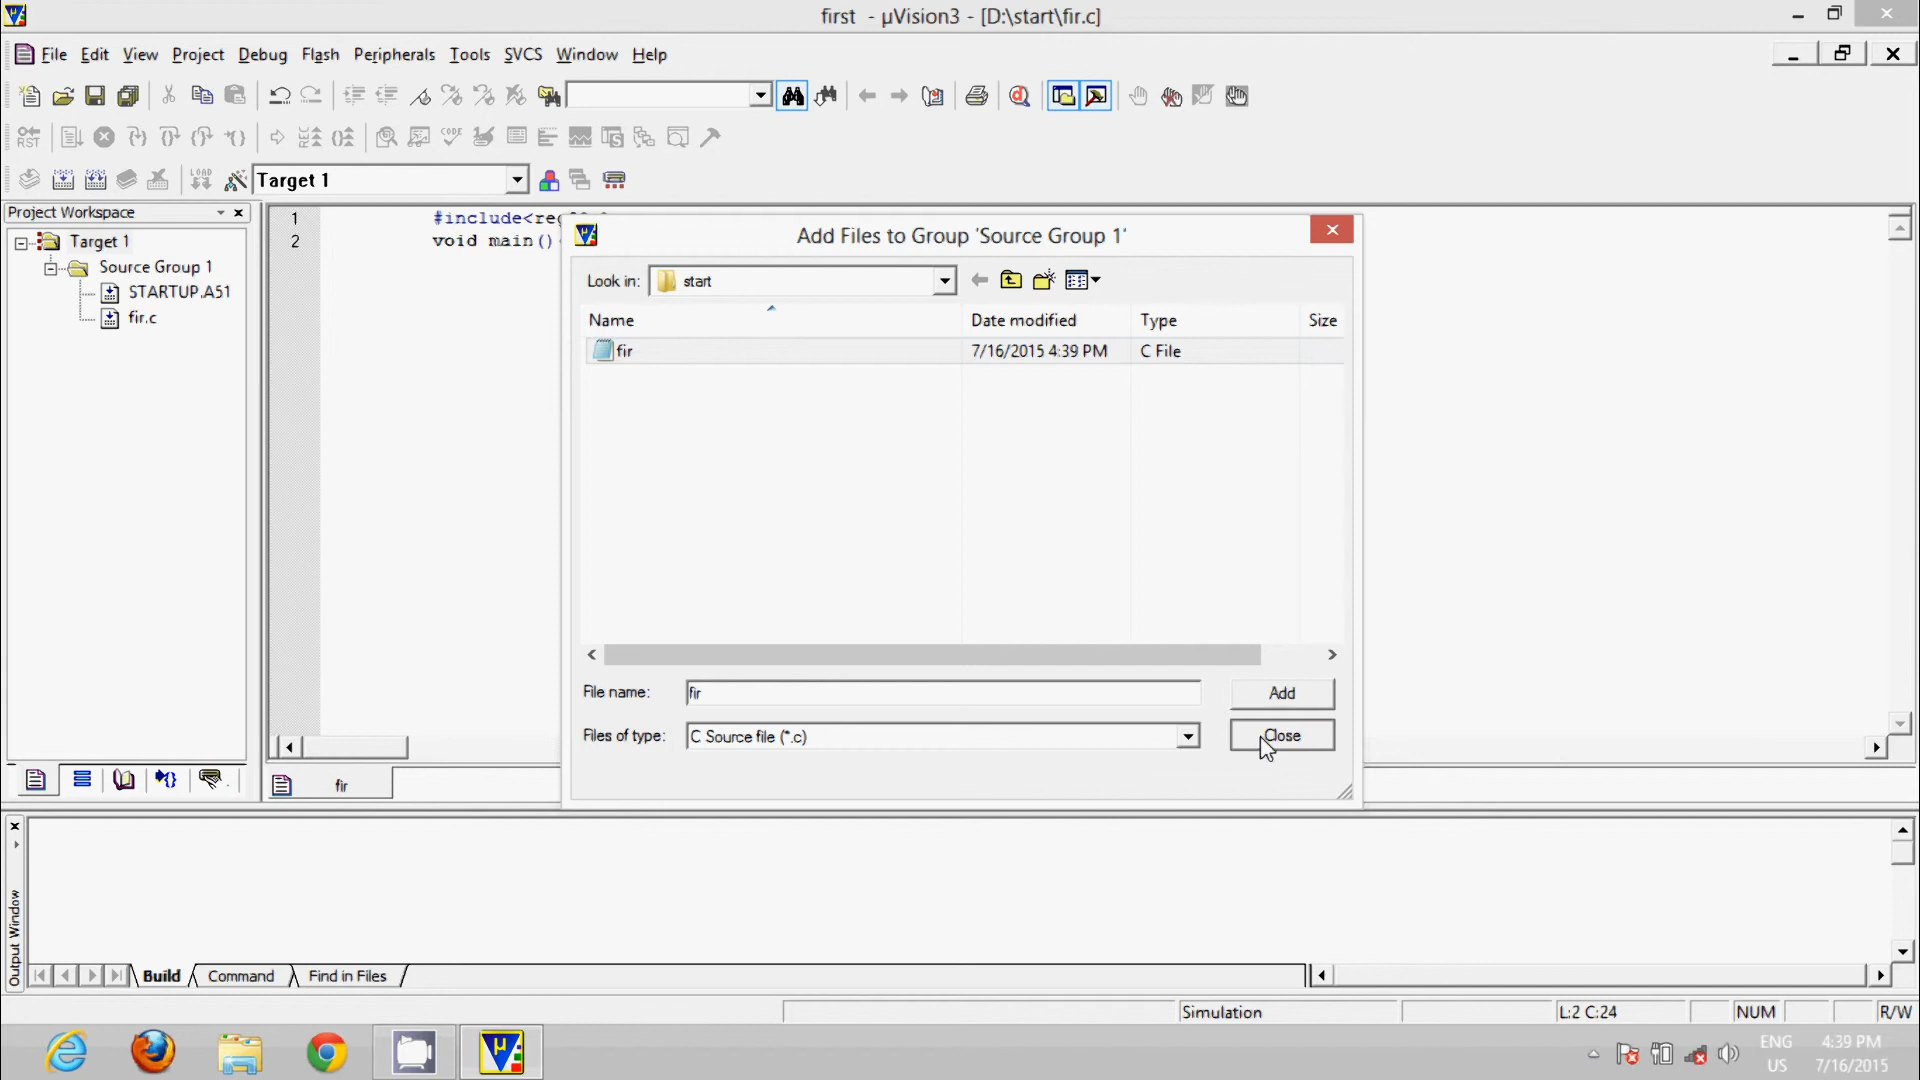 first - µVision3 - [D:\start\fir.c]
File Edit View Project Debug Flash Peripherals Tools SVCS Window Help
RST CODE
LOAD Target 1
Project Workspace
Target 1
Source Group 1
STARTUP.A51
fir.c
1 #include<reg
2 void main()
Add Files to Group 'Source Group 1'
Look in: start
Name Date modified Type Size
fir 7/16/2015 4:39 PM C File
File name: fir Add
Files of type: C Source file (*.c) Close
fir
Output Window
Build Command Find in Files
Simulation L:2 C:24 NUM R/W
ENG 4:39 PM
US 7/16/2015